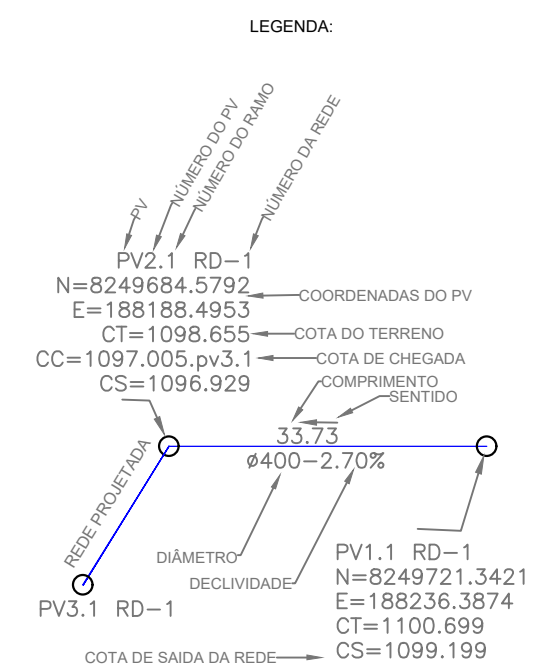 LEGENDA:
PV
NÚMERO DO PV
NÚMERO DO RAMO
NÚMERO DA REDE
PV2.1 RD-1
N=8249684.5792
E=188188.4953
COORDENADAS DO PV
CT=1098.655
COTA DO TERRENO
CC=1097.005.pv3.1
COTA DE CHEGADA
CS=1096.929
COMPRIMENTO
SENTIDO
33.73
ø400-2.70%
REDE PROJETADA
DIÂMETRO
DECLIVIDADE
PV3.1 RD-1
PV1.1 RD-1
N=8249721.3421
E=188236.3874
CT=1100.699
COTA DE SAIDA DA REDE
CS=1099.199